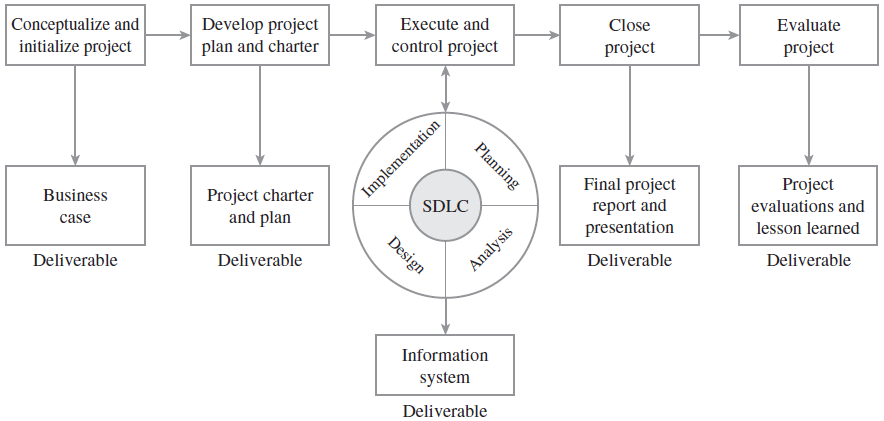 Conceptualize and
initialize project
Develop project
plan and charter
Execute and
control project
Close
project
Evaluate
project
Implementation
Planning
SDLC
Design
Analysis
Business
case
Deliverable
Project charter
and plan
Deliverable
Final project
report and
presentation
Deliverable
Project
evaluations and
lesson learned
Deliverable
Information
system
Deliverable